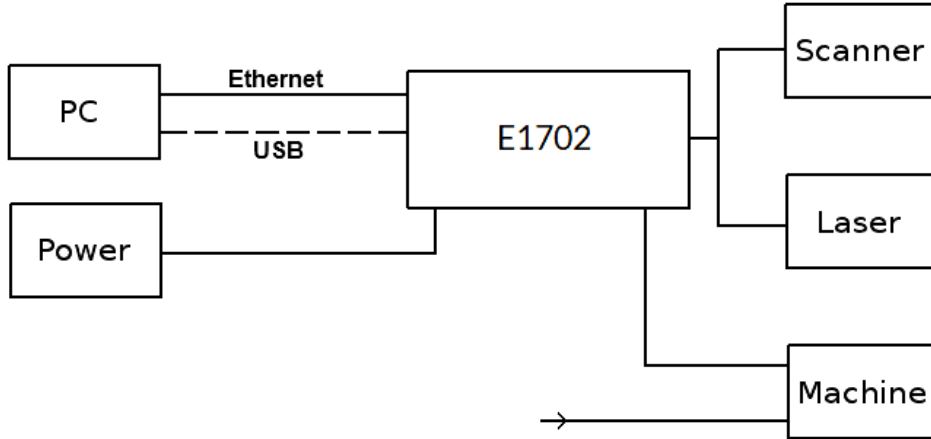 Ethernet
PC
USB
E1702
Scanner
Power
Laser
Machine